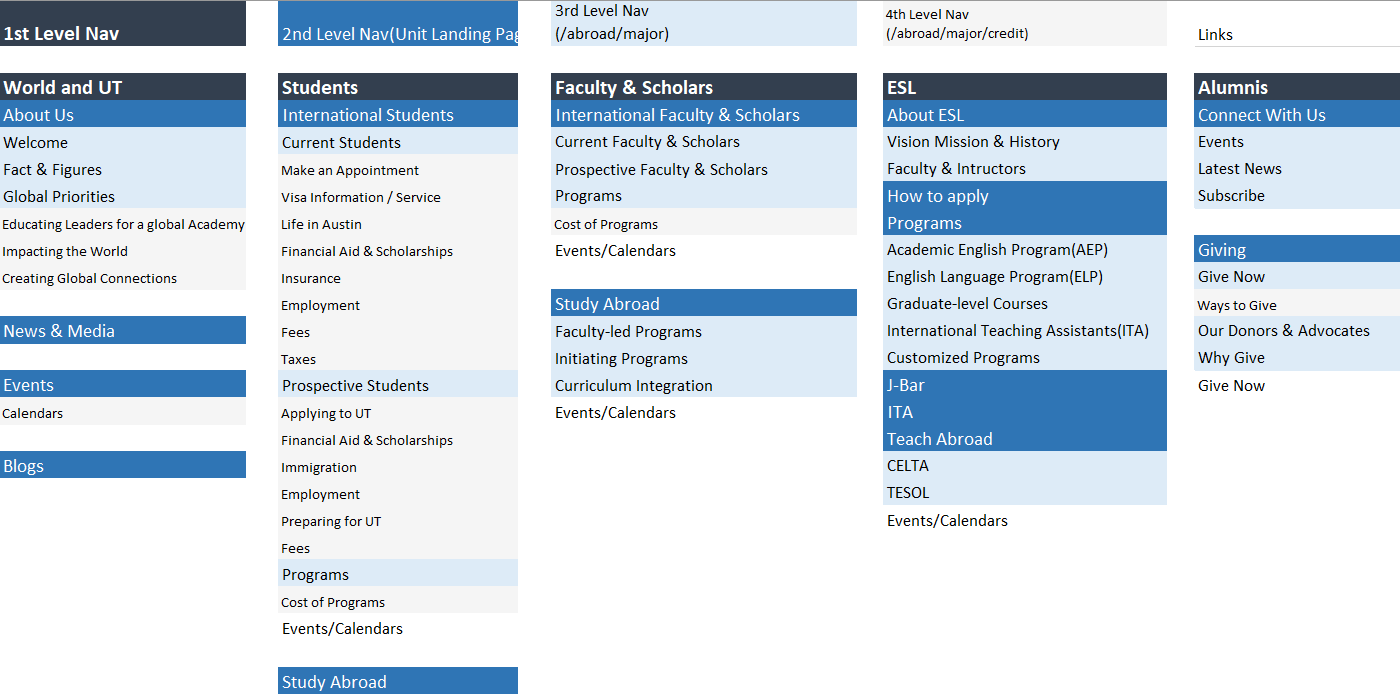 1st Level Nav
2nd Level Nav(Unit Landing Pag
3rd Level Nav
(/abroad/major)
4th Level Nav
(/abroad/major/credit)
Links
World and UT
About Us
Welcome
Fact & Figures
Global Priorities
Educating Leaders for a global Academy
Impacting the World
Creating Global Connections
News & Media
Events
Calendars
Blogs
Students
International Students
Current Students
Make an Appointment
Visa Information / Service
Life in Austin
Financial Aid & Scholarships
Insurance
Employment
Fees
Taxes
Prospective Students
Applying to UT
Financial Aid & Scholarships
Immigration
Employment
Preparing for UT
Fees
Programs
Cost of Programs
Events/Calendars
Study Abroad
Faculty & Scholars
International Faculty & Scholars
Current Faculty & Scholars
Prospective Faculty & Scholars
Programs
Cost of Programs
Events/Calendars
Study Abroad
Faculty-led Programs
Initiating Programs
Curriculum Integration
Events/Calendars
ESL
About ESL
Vision Mission & History
Faculty & Intructors
How to apply
Programs
Academic English Program(AEP)
English Language Program(ELP)
Graduate-level Courses
International Teaching Assistants(ITA)
Customized Programs
J-Bar
ITA
Teach Abroad
CELTA
TESOL
Events/Calendars
Alumnis
Connect With Us
Events
Latest News
Subscribe
Giving
Give Now
Ways to Give
Our Donors & Advocates
Why Give
Give Now